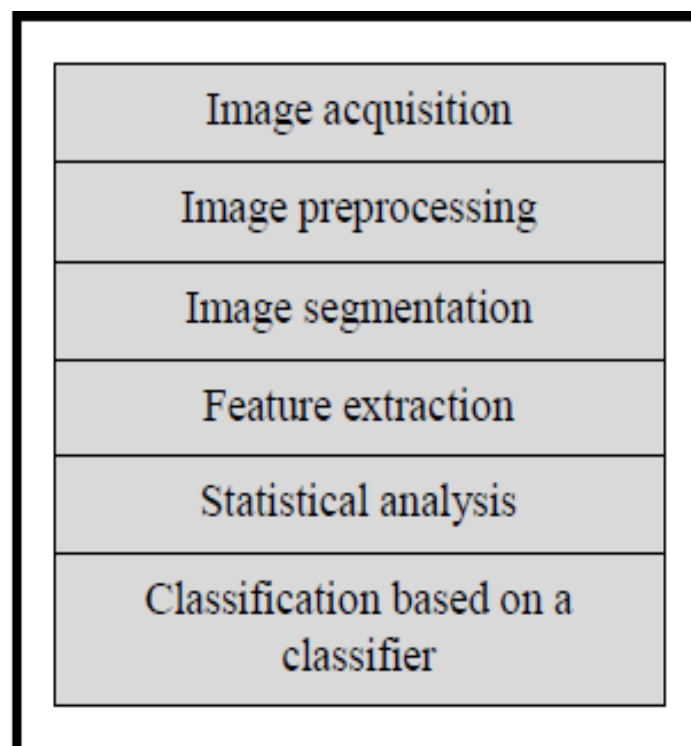 Image acquisition
Image preprocessing
Image segmentation
Feature extraction
Statistical analysis
Classification based on a
classifier